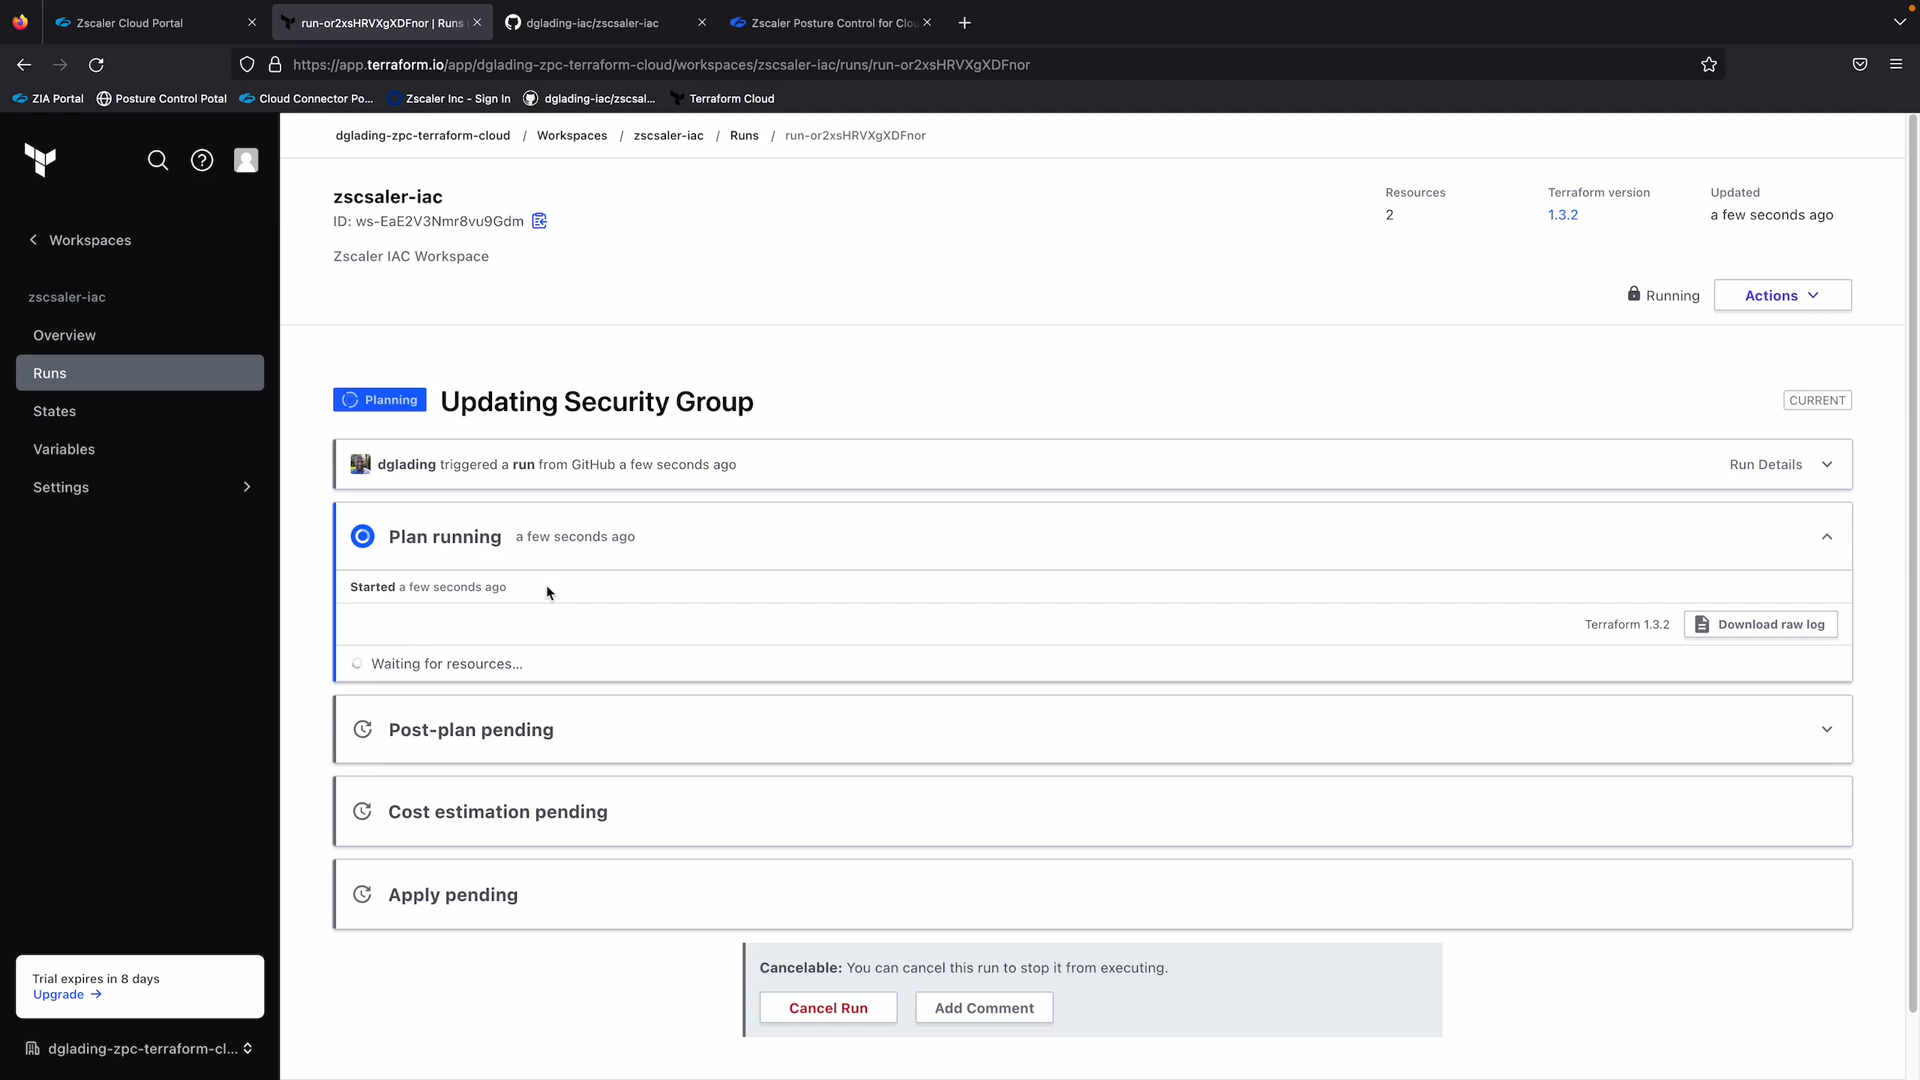 Zscaler Cloud Portal
run-or2xsHRVXgXDFnor | Runs
dglading-iac/zscsaler-iac
Zscaler Posture Control for Clou
https://app.terraform.io/app/dglading-zpc-terraform-cloud/workspaces/zscsaler-iac/runs/run-or2xsHRVXgXDFnor
ZIA Portal
Posture Control Potal
Cloud Connector Po...
Zscaler Inc - Sign In
dglading-iac/zscsal...
Terraform Cloud
dglading-zpc-terraform-cloud / Workspaces / zscsaler-iac / Runs / run-or2xsHRVXgXDFnor
Workspaces
zscsaler-iac
Overview
Runs
States
Variables
Settings
Trial expires in 8 days
Upgrade →
dglading-zpc-terraform-cl...
zscsaler-iac
ID: ws-EaE2V3Nmr8vu9Gdm
Zscaler IAC Workspace
Resources
2
Terraform version
1.3.2
Updated
a few seconds ago
Running
Actions
Planning
Updating Security Group
CURRENT
dglading triggered a run from GitHub a few seconds ago
Run Details
Plan running a few seconds ago
Started a few seconds ago
Terraform 1.3.2
Download raw log
Waiting for resources...
Post-plan pending
Cost estimation pending
Apply pending
Cancelable: You can cancel this run to stop it from executing.
Cancel Run
Add Comment